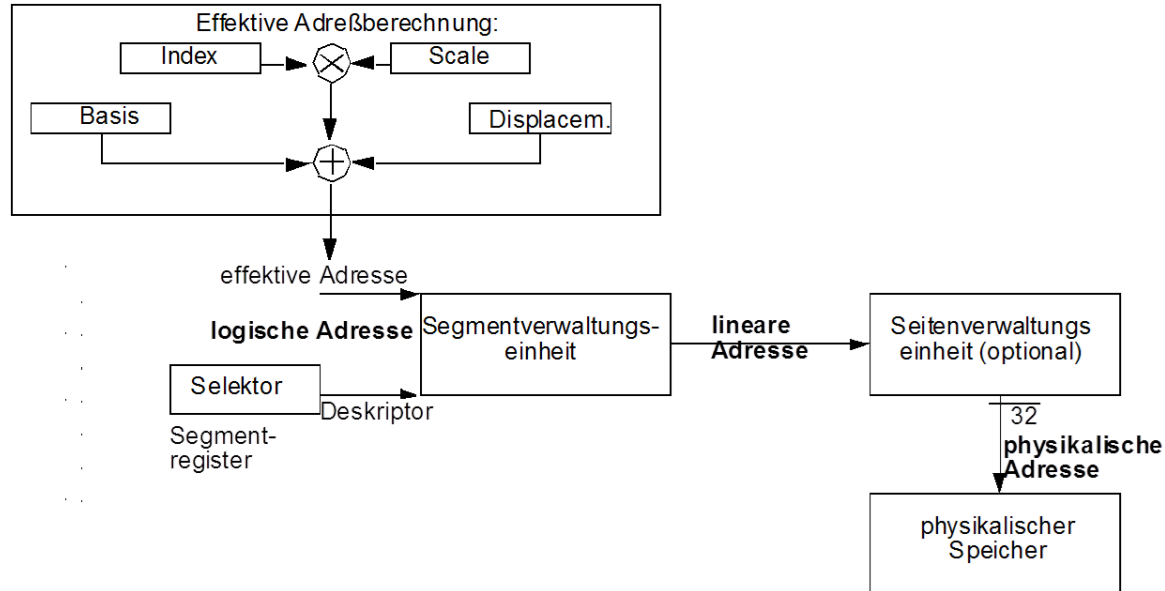 Effektive Adreßberechnung:
Index
Scale
Basis
Displacem.
effektive Adresse
logische Adresse
Segmentverwaltungs-
einheit
lineare
Adresse
Seitenverwaltungs
einheit (optional)
Selektor
Deskriptor
Segment-
register
32
physikalische
Adresse
physikalischer
Speicher